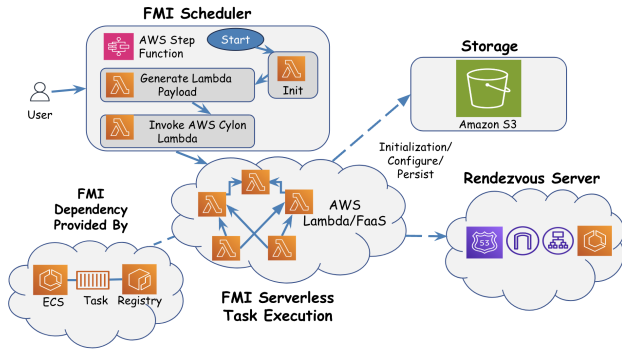 FMI Scheduler
AWS Step
Function
Start
Init
Generate Lambda
Payload
Invoke AWS Cylon
Lambda
User
Storage
Amazon S3
Initialization/
Configure/
Persist
Rendezvous Server
S3
AWS
Lambda/FaaS
FMI
Dependency
Provided By
ECS
Task
Registry
FMI Serverless
Task Execution